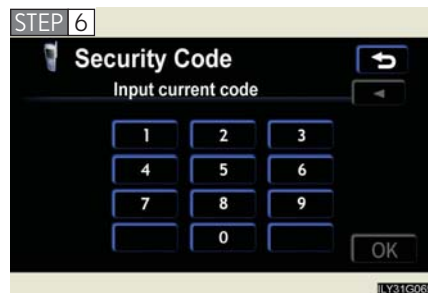 STEP 6
Security Code
Input current code
1 2 3
4 5 6
7 8 9
0
OK
ILY31G06